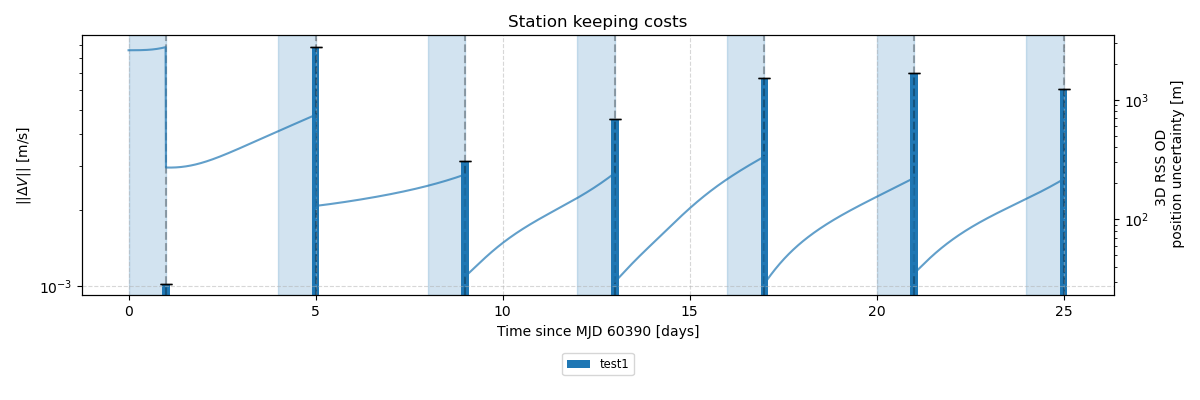 Station keeping costs
||ΔV|| [m/s]
10⁻³
10³
10²
3D RSS OD
position uncertainty [m]
0 5 10 15 20 25
Time since MJD 60390 [days]
test1